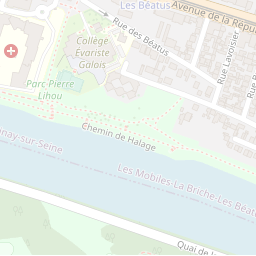 Les Béatus
Avenue de la Répu
Rue des Béatus
Collège
Évariste
Galois
Rue Lavoisier
Parc-Pierre
Lihou
Chemin de Halage
nay-sur-Seine
Les Mobiles-La Briche-Les Béatu
Quai de l